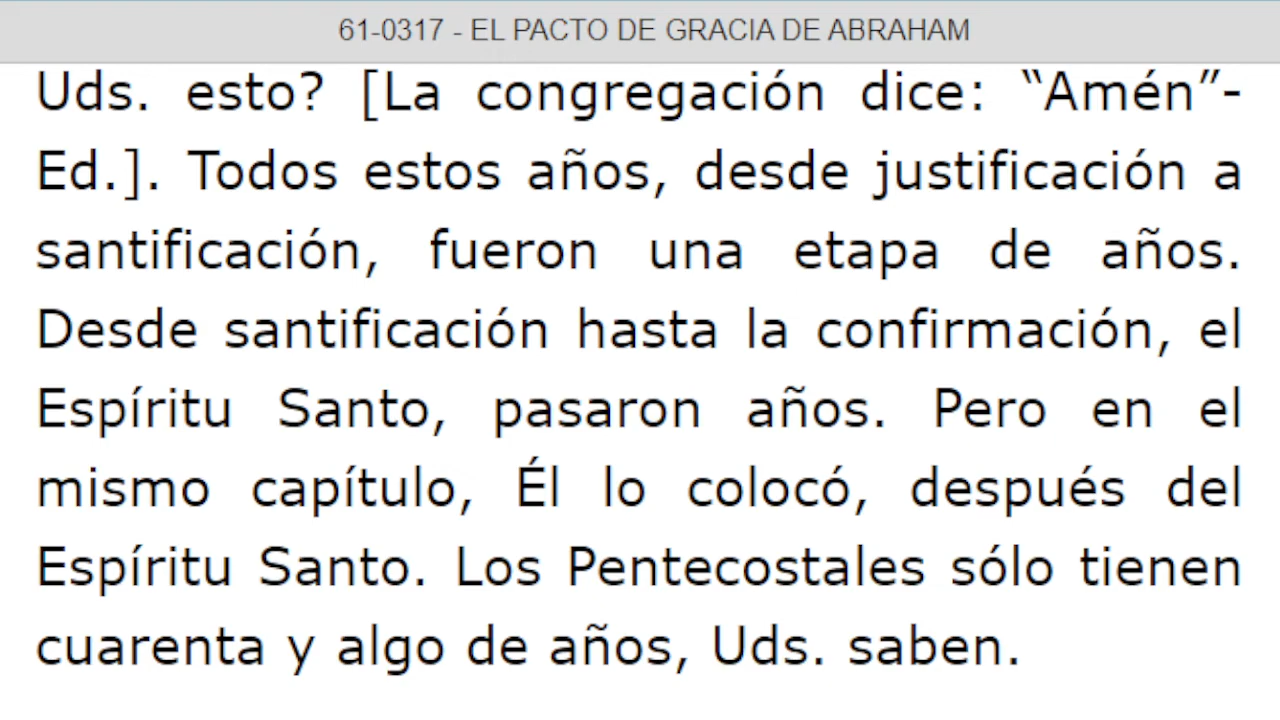 61-0317 - EL PACTO DE GRACIA DE ABRAHAM
Uds. esto? [La congregación dice: “Amén”-
Ed.]. Todos estos años, desde justificación a
santificación, fueron una etapa de años.
Desde santificación hasta la confirmación, el
Espíritu Santo, pasaron años. Pero en el
mismo capítulo, Él lo colocó, después del
Espíritu Santo. Los Pentecostales sólo tienen
cuarenta y algo de años, Uds. saben.